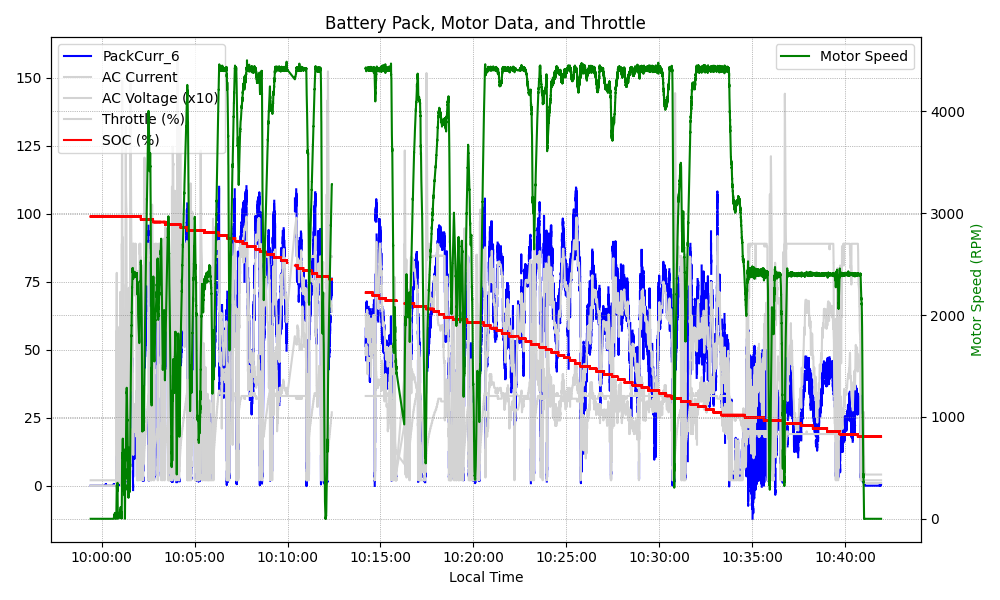 Battery Pack, Motor Data, and Throttle
PackCurr_6
AC Current
AC Voltage (x10)
Throttle (%)
SOC (%)
Motor Speed
150
125
100
75
50
25
0
4000
3000
2000
1000
0
Motor Speed (RPM)
10:00:00
10:05:00
10:10:00
10:15:00
10:20:00
10:25:00
10:30:00
10:35:00
10:40:00
Local Time